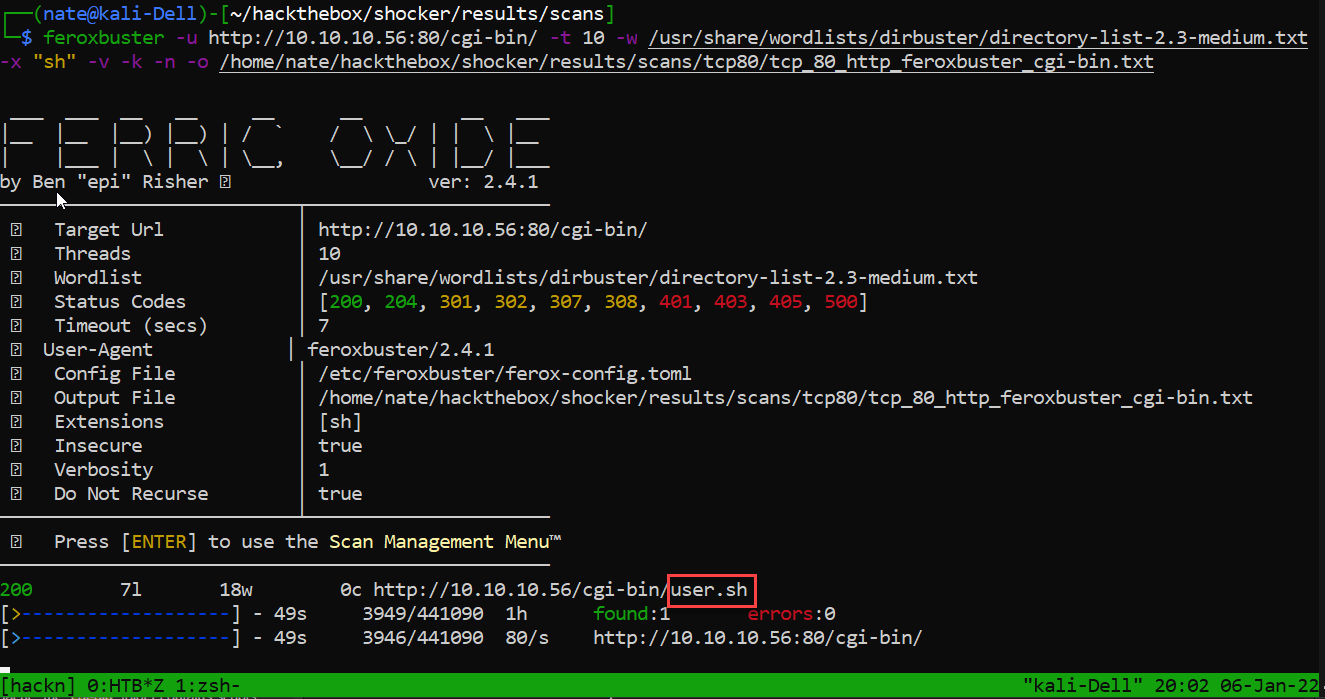 (nate@kali-Dell)-[~/hackthebox/shocker/results/scans]
$ feroxbuster -u http://10.10.10.56:80/cgi-bin/ -t 10 -w /usr/share/wordlists/dirbuster/directory-list-2.3-medium.txt
-x "sh" -v -k -n -o /home/nate/hackthebox/shocker/results/scans/tcp80/tcp_80_http_feroxbuster_cgi-bin.txt
FERRIC OXIDE
by Ben "epi" Risher ver: 2.4.1
Target Url │ http://10.10.10.56:80/cgi-bin/
Threads │ 10
Wordlist │ /usr/share/wordlists/dirbuster/directory-list-2.3-medium.txt
Status Codes │ [200, 204, 301, 302, 307, 308, 401, 403, 405, 500]
Timeout (secs) │ 7
User-Agent │ feroxbuster/2.4.1
Config File │ /etc/feroxbuster/ferox-config.toml
Output File │ /home/nate/hackthebox/shocker/results/scans/tcp80/tcp_80_http_feroxbuster_cgi-bin.txt
Extensions │ [sh]
Insecure │ true
Verbosity │ 1
Do Not Recurse │ true
Press [ENTER] to use the Scan Management Menu™
200 7l 18w 0c http://10.10.10.56/cgi-bin/user.sh
[>-------------------] - 49s 3949/441090 1h found:1 errors:0
[>-------------------] - 49s 3946/441090 80/s http://10.10.10.56:80/cgi-bin/
[hackn] 0:HTB*Z 1:zsh- "kali-Dell" 20:02 06-Jan-22